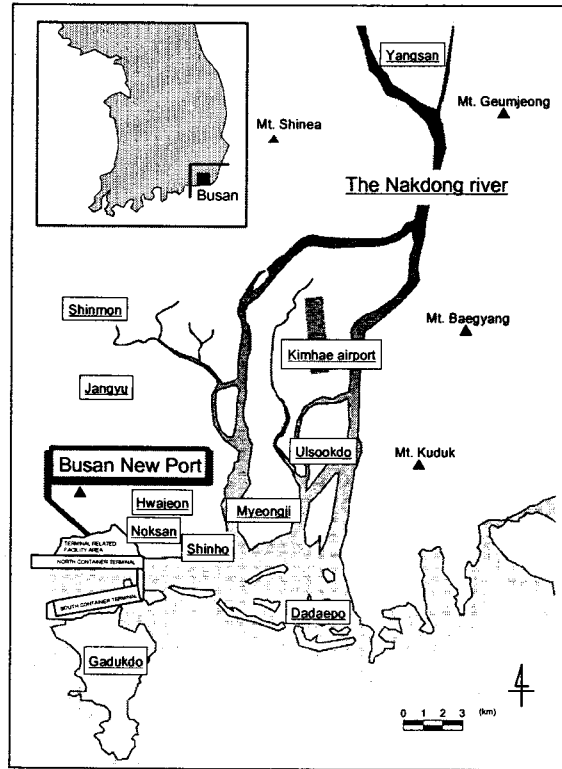 Yangsan
Mt. Geumjeong
Mt. Shinea
The Nakdong river
Busan
Shinmon
Mt. Baegyang
Kimhae airport
Jangyu
Ulsookdo
Mt. Kuduk
Busan New Port
Hwajeon
Myeongji
Noksan
Shinho
TERMINAL RELATED
FACILITY AREA
NORTH CONTAINER TERMINAL
SOUTH CONTAINER TERMINAL
Dadaepo
Gadukdo
0 1 2 3 (km)